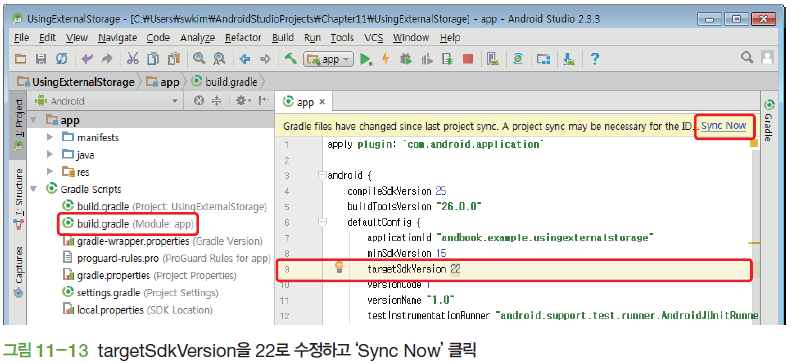 UsingExternalStorage - [C:₩Users₩swkim₩AndroidStudioProjects₩Chapter11₩UsingExternalStorage] - app - Android Studio 2.3.3
File Edit View Navigate Code Analyze Refactor Build Run Tools VCS Window Help
app
UsingExternalStorage app build.gradle
1: Project
7: Structure
Captures
Android
app
manifests
java
res
Gradle Scripts
build.gradle (Project: UsingExternalStorage)
build.gradle (Module: app)
gradle-wrapper.properties (Gradle Version)
proguard-rules.pro (ProGuard Rules for app)
gradle.properties (Project Properties)
settings.gradle (Project Settings)
local.properties (SDK Location)
app ×
Gradle files have changed since last project sync. A project sync may be necessary for the ID... Sync Now
1 apply plugin: 'com.android.application'
2
3 android {
4 compileSdkVersion 25
5 buildToolsVersion "26.0.0"
6 defaultConfig {
7 applicationId "andbook.example.usingexternalstorage"
8 minSdkVersion 15
9 targetSdkVersion 22
10 versionCode 1
11 versionName "1.0"
12 testInstrumentationRunner "android.support.test.runner.AndroidJUnitRunne
Gradle
그림 11-13 targetSdkVersion을 22로 수정하고 'Sync Now' 클릭